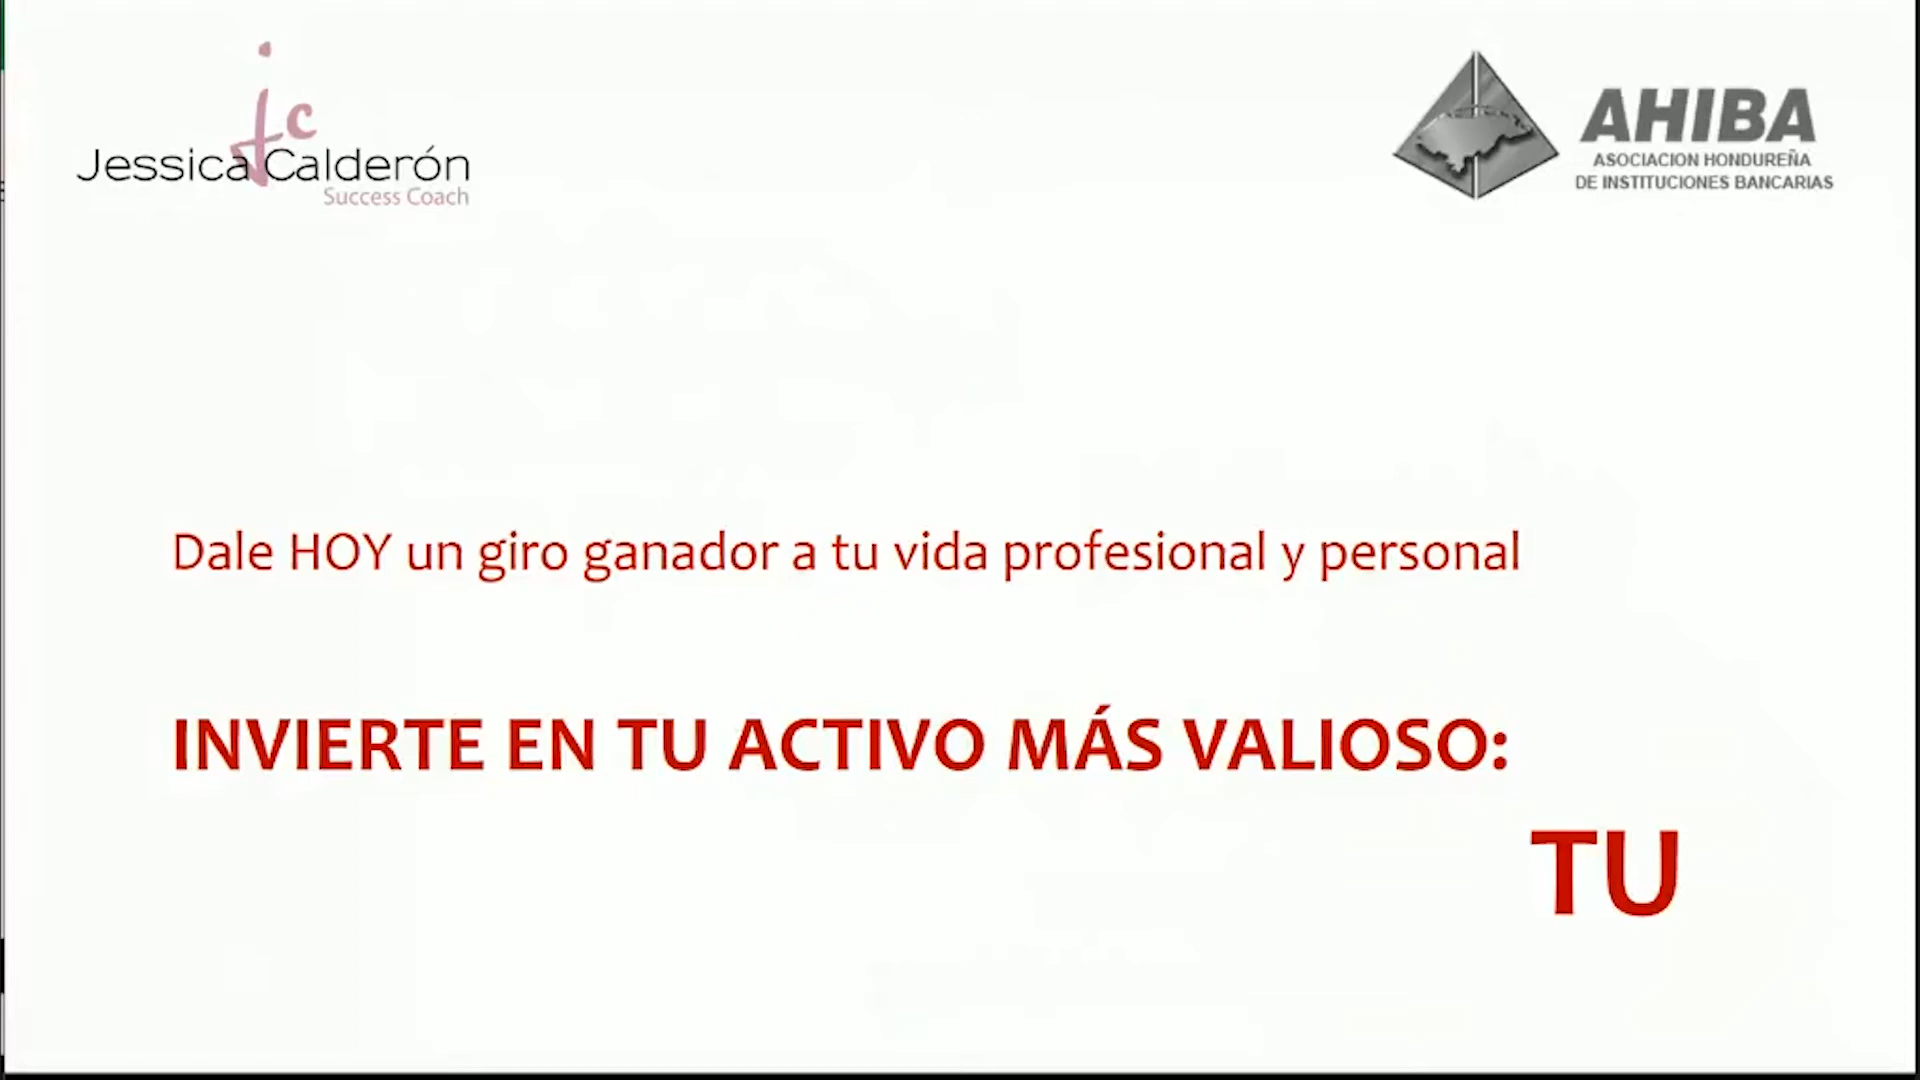 jc
Jessica Calderón
Success Coach
AHIBA
ASOCIACION HONDUREÑA
DE INSTITUCIONES BANCARIAS
Dale HOY un giro ganador a tu vida profesional y personal
INVIERTE EN TU ACTIVO MÁS VALIOSO:
TU